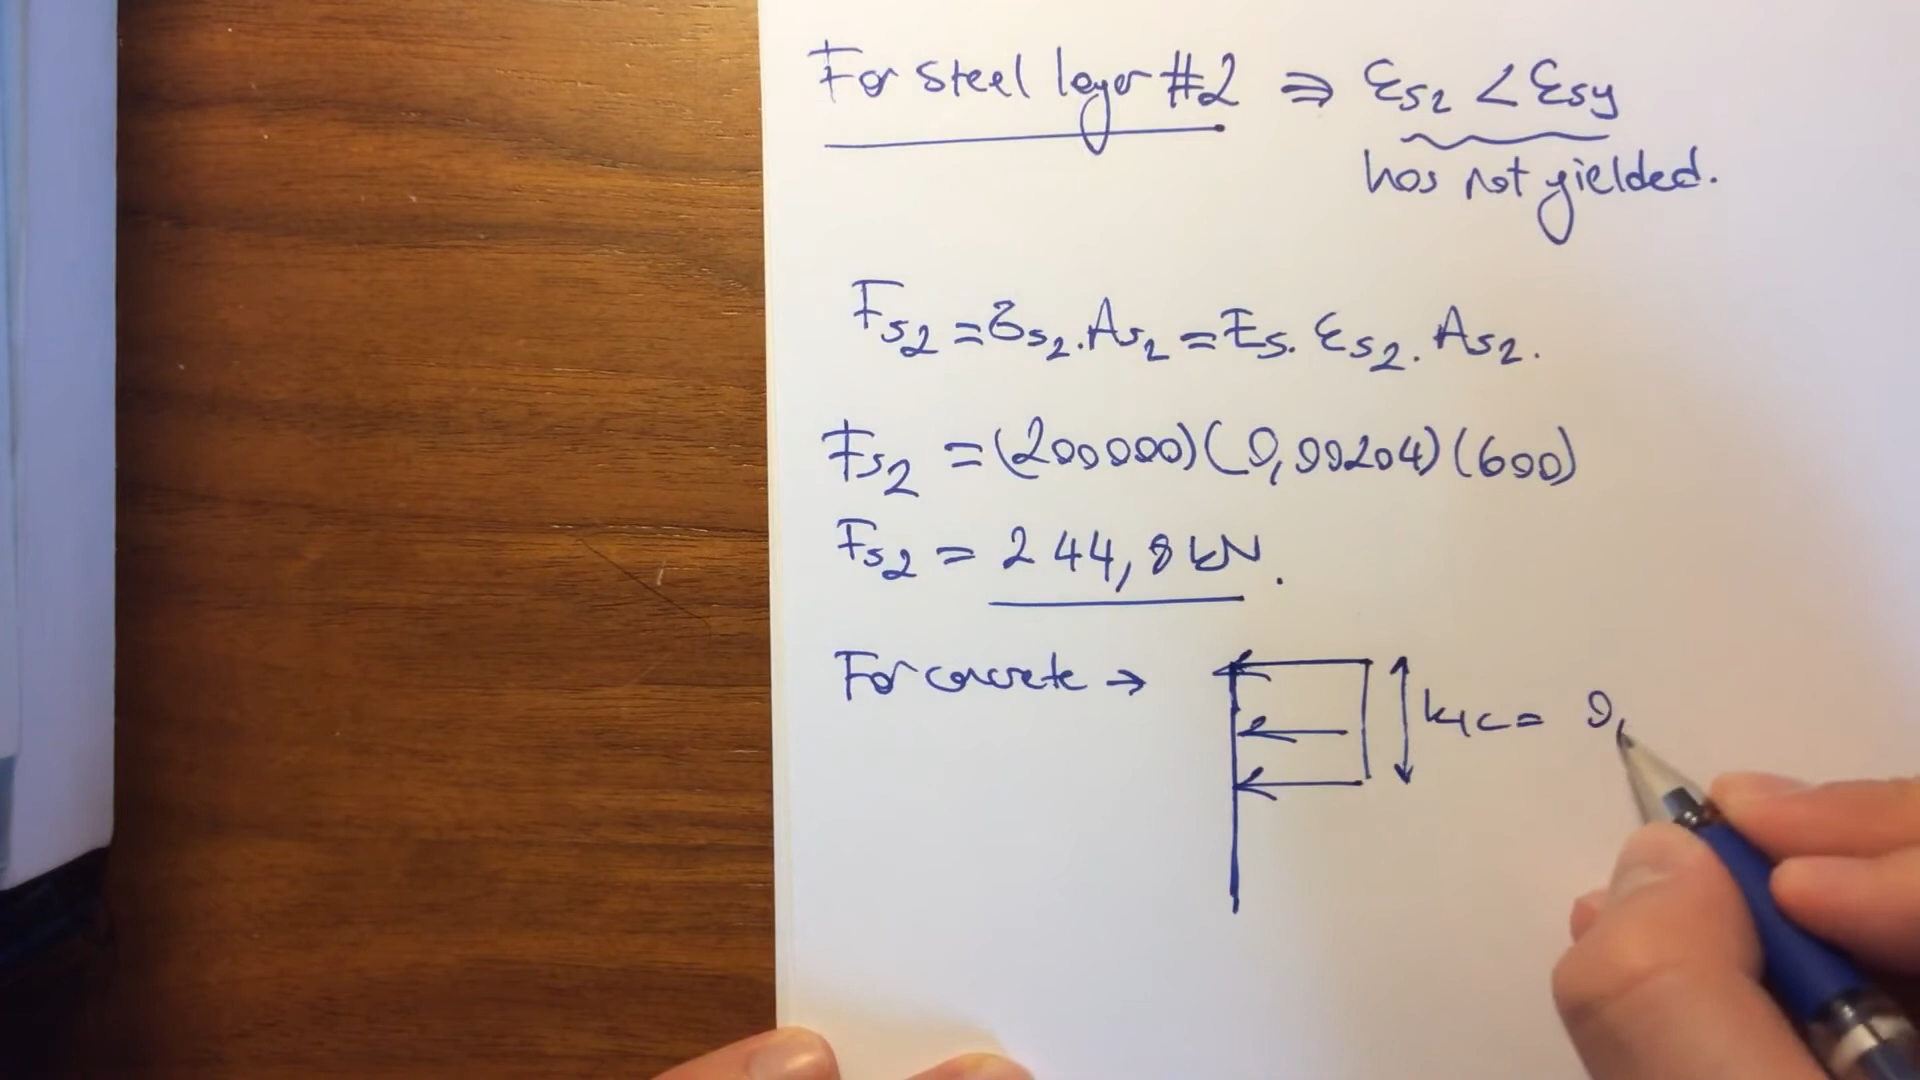 For steel layer #2 ⇒ εs2 < εsy
has not yielded.
Fs2 = σs2 . As2 = Es . εs2 . As2 .
Fs2 = (200000) (0,00204) (600)
Fs2 = 244,8 kN .
For concrete → k1c = 0,